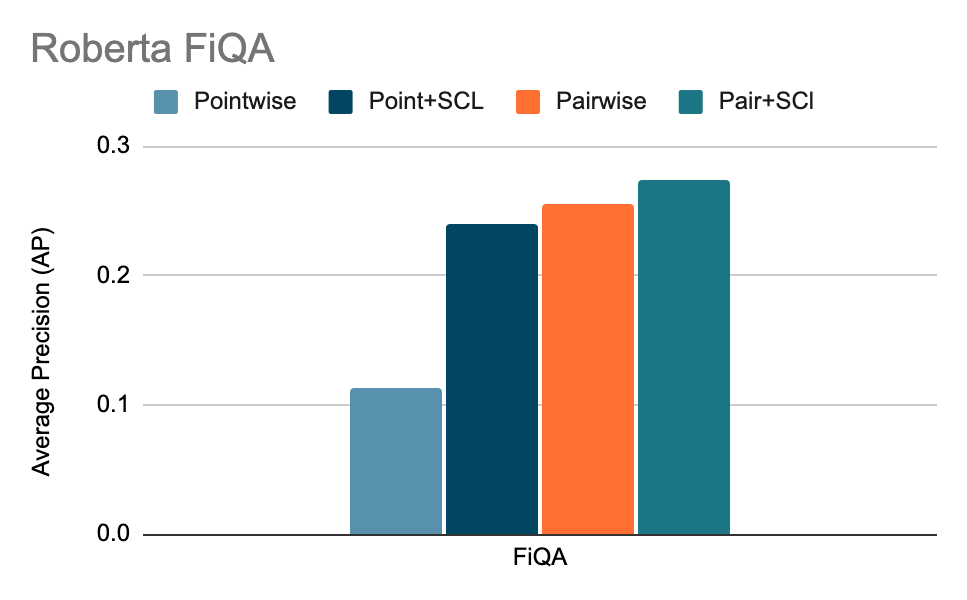 Roberta FiQA
Pointwise Point+SCL Pairwise Pair+SCl
0.3
0.2
0.1
0.0
Average Precision (AP)
FiQA